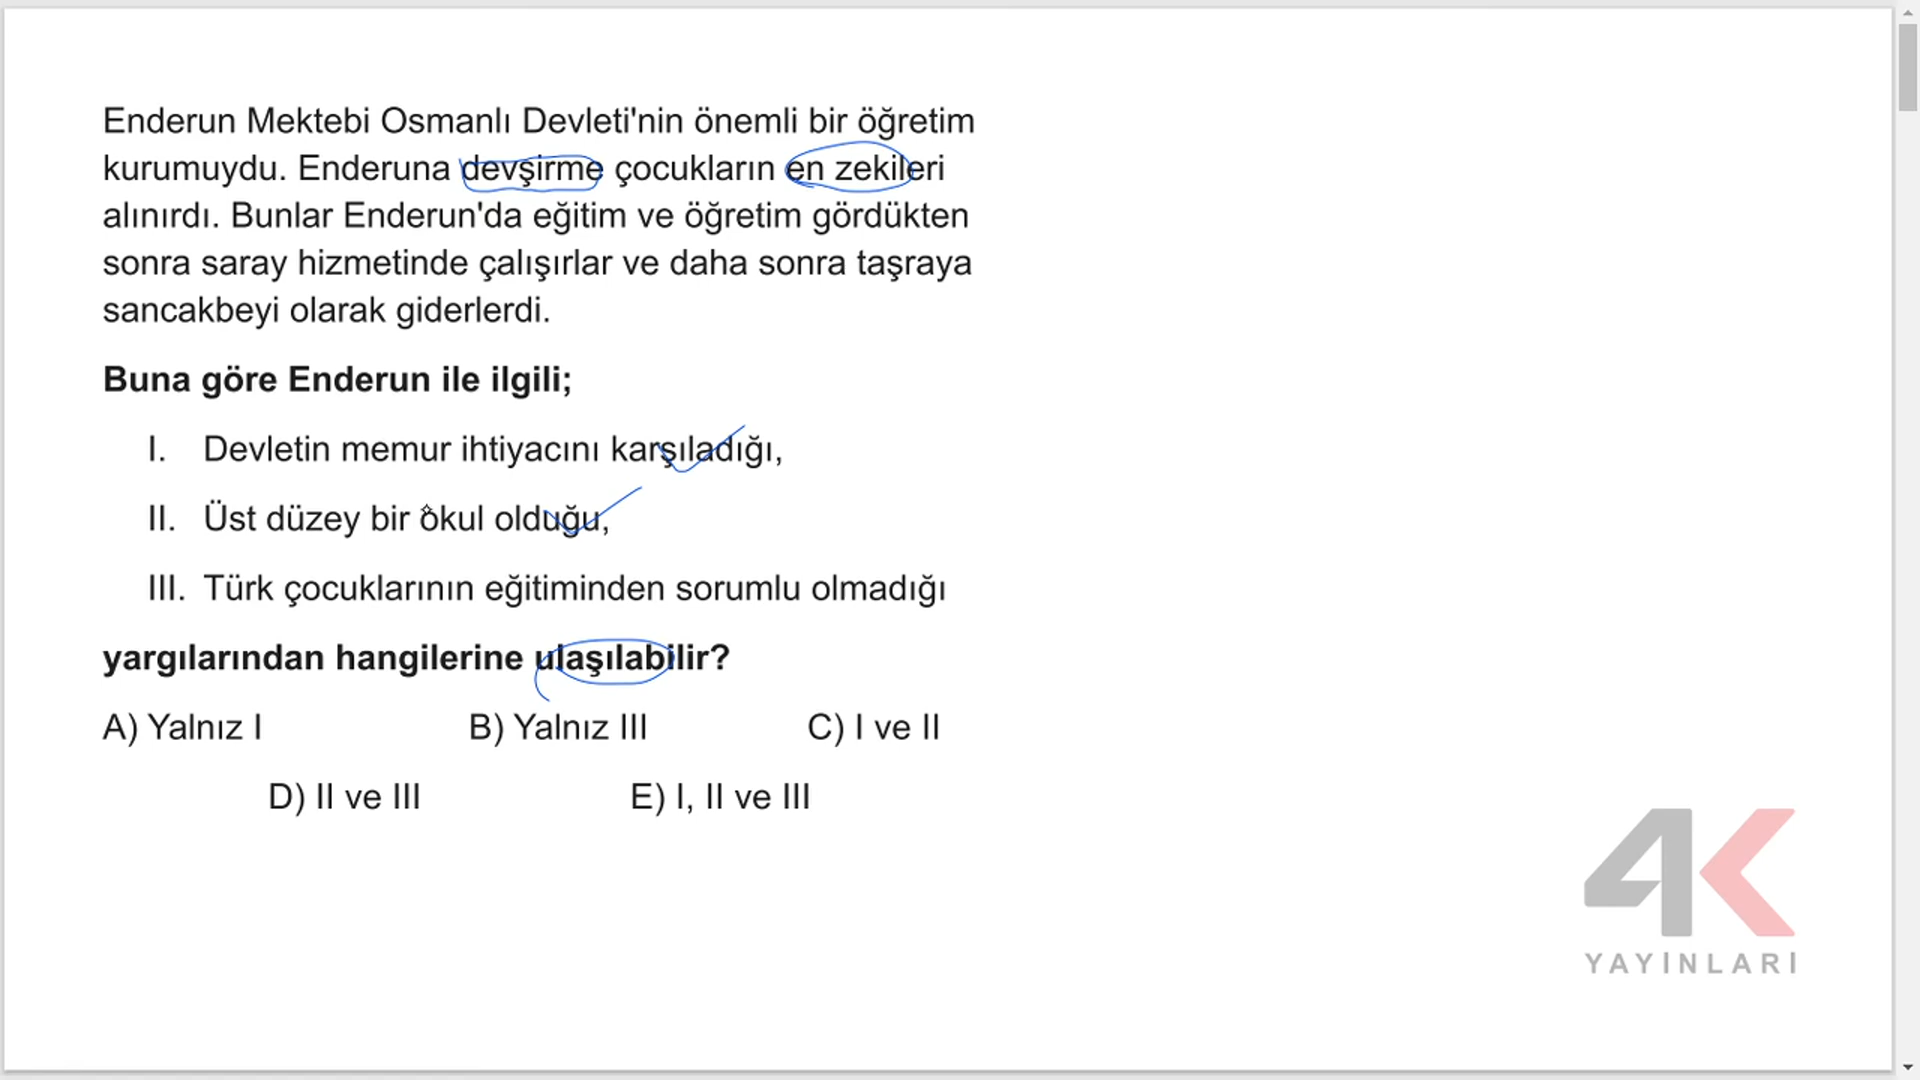 Enderun Mektebi Osmanlı Devleti'nin önemli bir öğretim
kurumuydu. Enderuna devşirme çocukların en zekileri
alınırdı. Bunlar Enderun'da eğitim ve öğretim gördükten
sonra saray hizmetinde çalışırlar ve daha sonra taşraya
sancakbeyi olarak giderlerdi.
Buna göre Enderun ile ilgili;
I. Devletin memur ihtiyacını karşıladığı,
II. Üst düzey bir okul olduğu,
III. Türk çocuklarının eğitiminden sorumlu olmadığı
yargılarından hangilerine ulaşılabilir?
A) Yalnız I B) Yalnız III C) I ve II
D) II ve III E) I, II ve III
4K
YAYINLARI